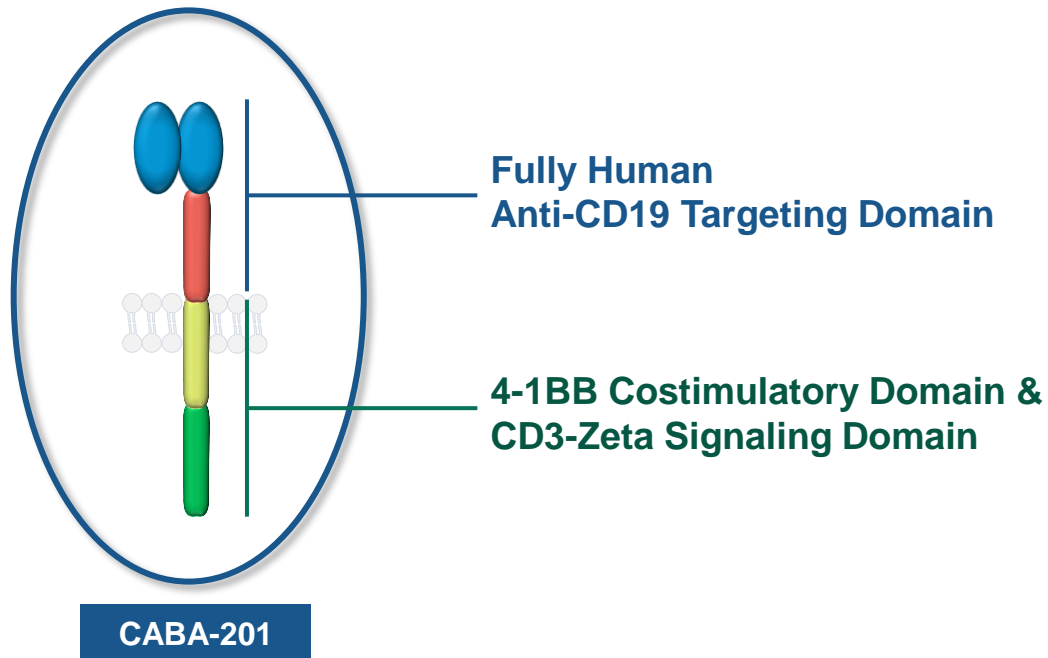 Fully Human
Anti-CD19 Targeting Domain
4-1BB Costimulatory Domain &
CD3-Zeta Signaling Domain
CABA-201